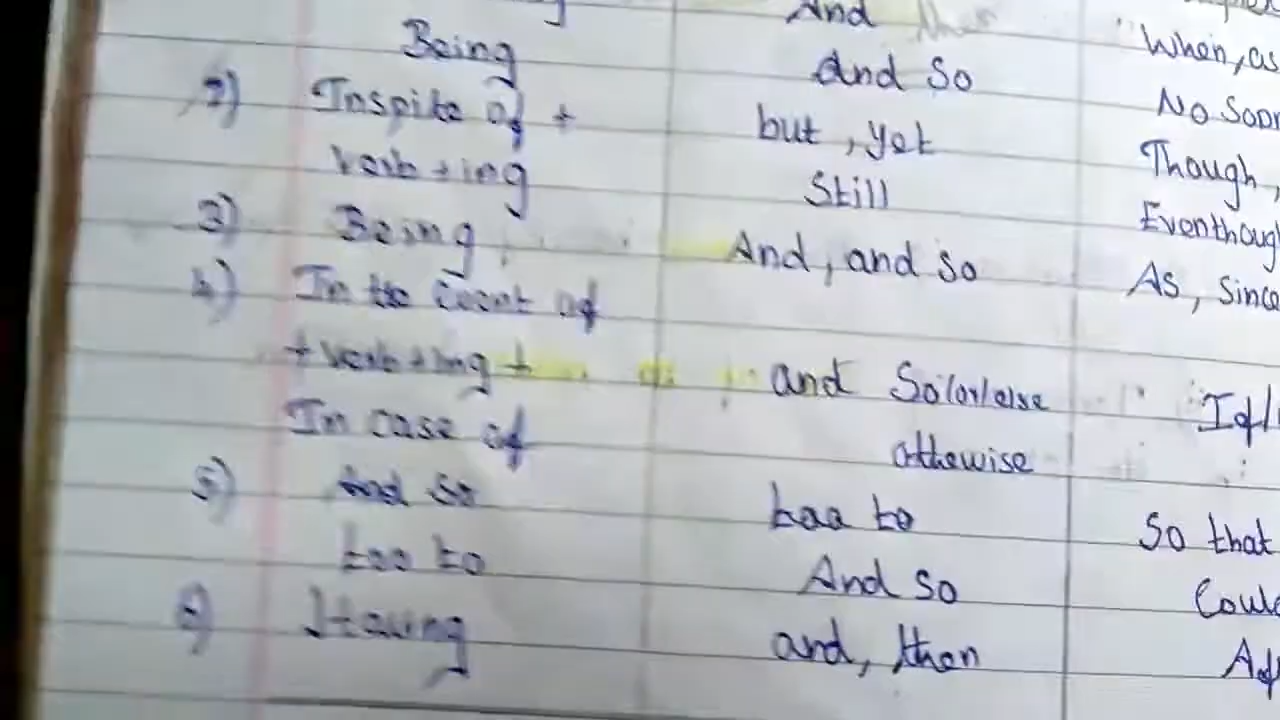 And then
Being And so When, as
2) Inspite of + but, yet No Soon
verb + ing Still Though,
3) Being And, and so Eventhoug
4) In the Event of As, Since
+ verb + ing + and So/or/else If/
In case of othewise
5) And so too to So that
too to And so Coul
6) Having and, then